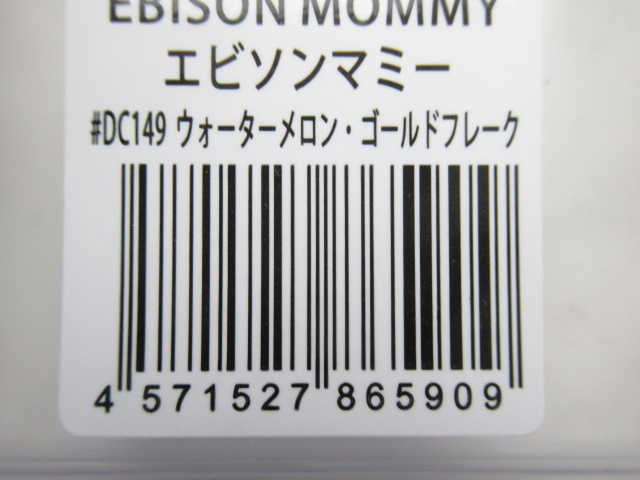 EBISON MOMMY
エビソンマミー
#DC149 ウォーターメロン・ゴールドフレーク
4 571527 865909